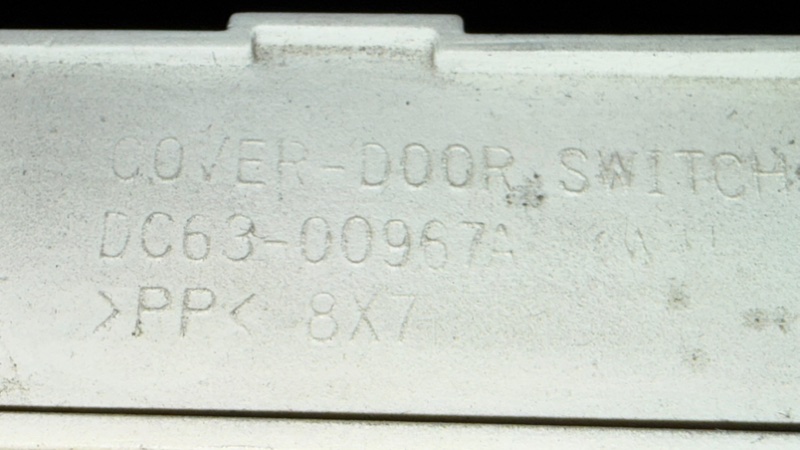 COVER-DOOR SWITCH
DC63-00967A
>PP< 8X7